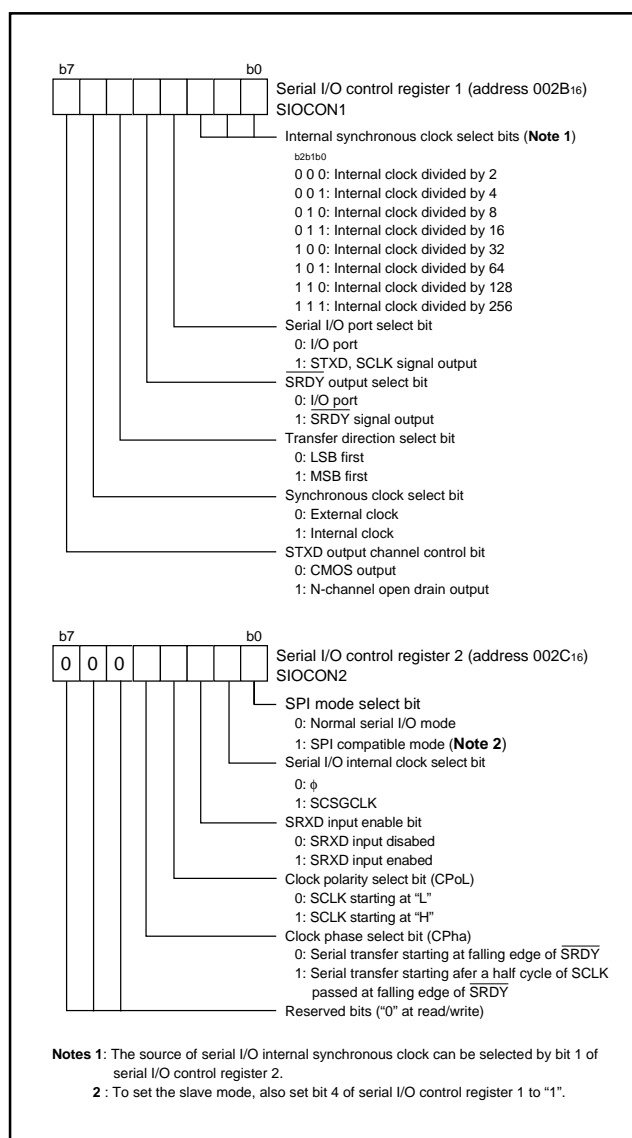 b7 b0
Serial I/O control register 1 (address 002B16)
SIOCON1
Internal synchronous clock select bits (Note 1)
b2b1b0
0 0 0: Internal clock divided by 2
0 0 1: Internal clock divided by 4
0 1 0: Internal clock divided by 8
0 1 1: Internal clock divided by 16
1 0 0: Internal clock divided by 32
1 0 1: Internal clock divided by 64
1 1 0: Internal clock divided by 128
1 1 1: Internal clock divided by 256
Serial I/O port select bit
0: I/O port
1: STXD, SCLK signal output
SRDY output select bit
0: I/O port
1: SRDY signal output
Transfer direction select bit
0: LSB first
1: MSB first
Synchronous clock select bit
0: External clock
1: Internal clock
STXD output channel control bit
0: CMOS output
1: N-channel open drain output
b7 b0
0 0 0
Serial I/O control register 2 (address 002C16)
SIOCON2
SPI mode select bit
0: Normal serial I/O mode
1: SPI compatible mode (Note 2)
Serial I/O internal clock select bit
0: ϕ
1: SCSGCLK
SRXD input enable bit
0: SRXD input disabed
1: SRXD input enabed
Clock polarity select bit (CPoL)
0: SCLK starting at “L”
1: SCLK starting at “H”
Clock phase select bit (CPha)
0: Serial transfer starting at falling edge of SRDY
1: Serial transfer starting afer a half cycle of SCLK
passed at falling edge of SRDY
Reserved bits (“0” at read/write)
Notes 1: The source of serial I/O internal synchronous clock can be selected by bit 1 of
serial I/O control register 2.
2 : To set the slave mode, also set bit 4 of serial I/O control register 1 to “1”.